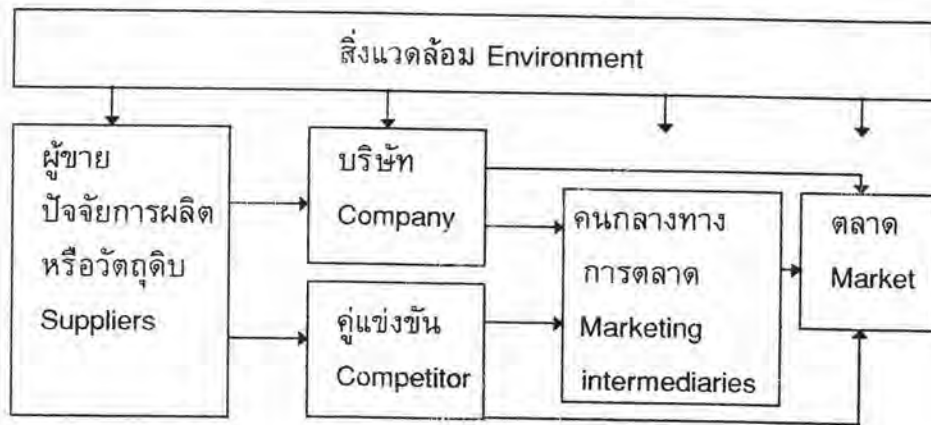 สิ่งแวดล้อม Environment
ผู้ขาย
ปัจจัยการผลิต
หรือวัตถุดิบ
Suppliers
บริษัท
Company
คู่แข่งขัน
Competitor
คนกลางทาง
การตลาด
Marketing
intermediaries
ตลาด
Market